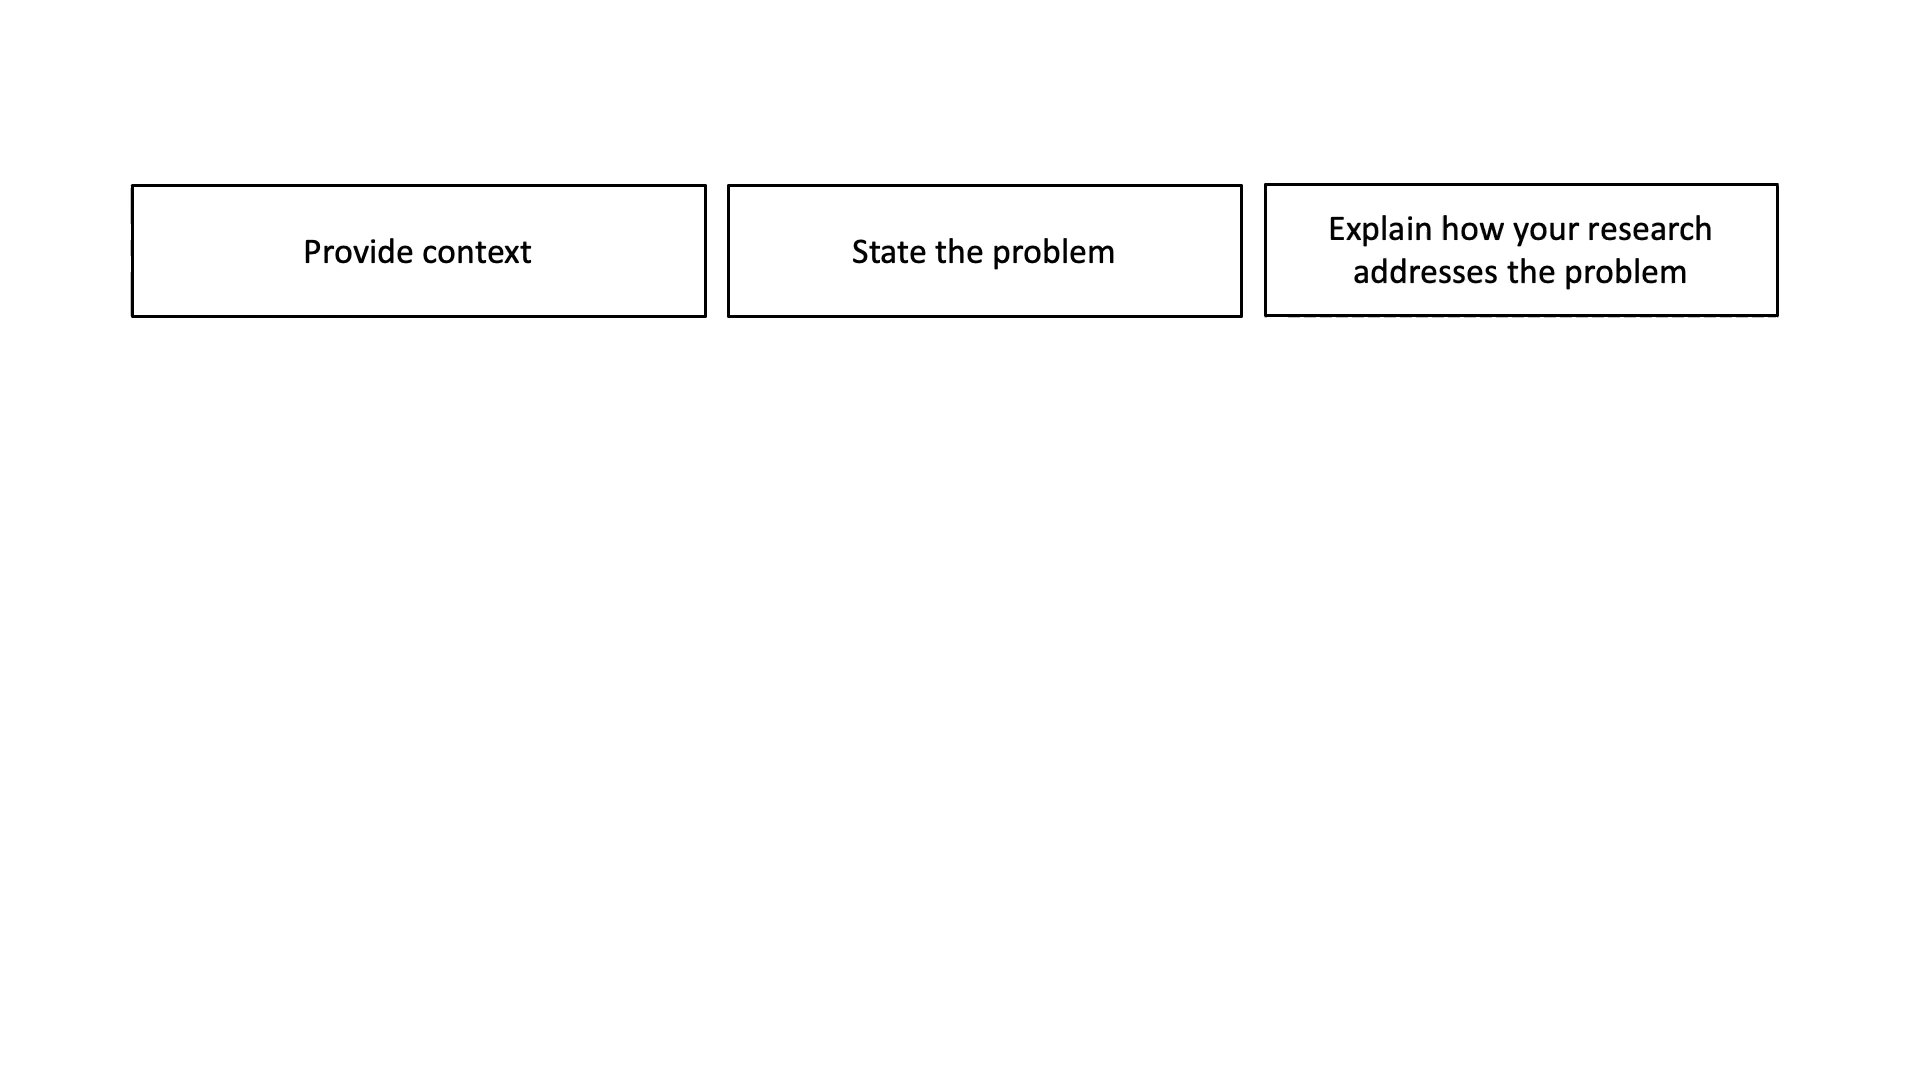 Provide context
State the problem
Explain how your research
addresses the problem